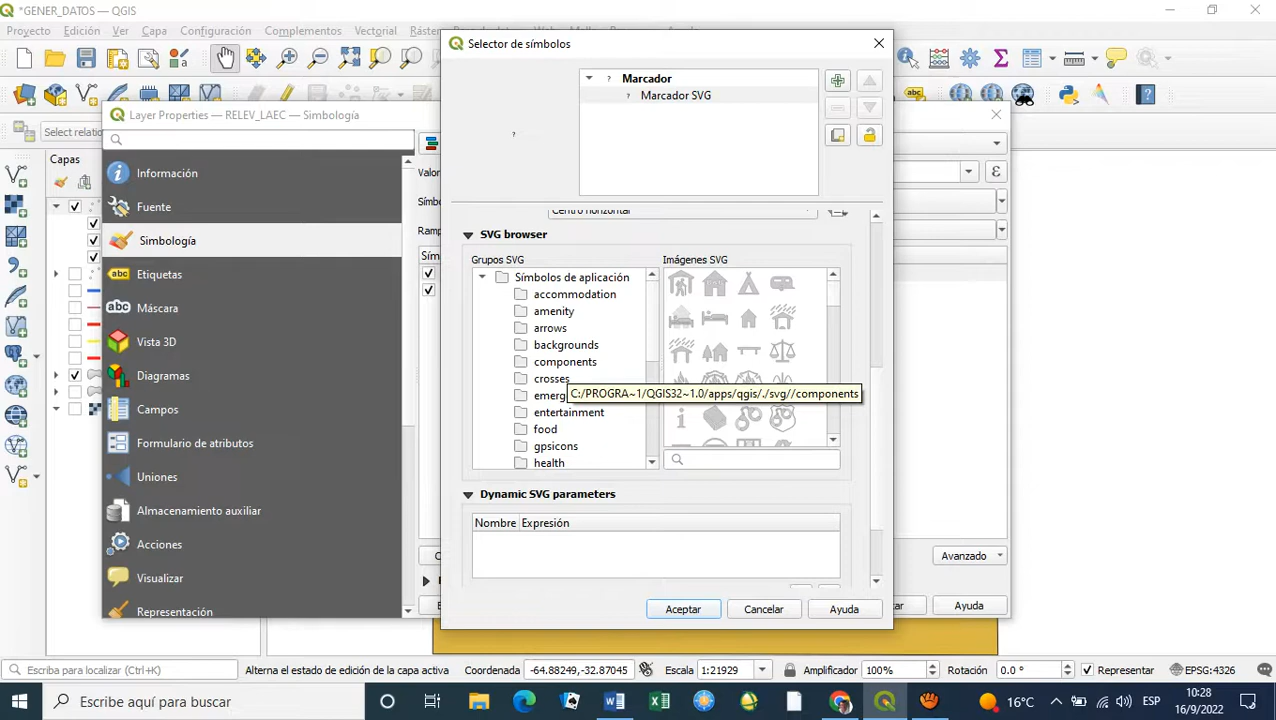 *GENER_DATOS — QGIS
Proyecto Edición Ver Capa Configuración Complementos Vectorial Ráster
Selector de símbolos
Marcador
Marcador SVG
Select relation
Layer Properties — RELEV_LAEC — Simbología
Capas
Información
Fuente
Simbología
Etiquetas
Máscara
Vista 3D
Diagramas
Campos
Formulario de atributos
Uniones
Almacenamiento auxiliar
Acciones
Visualizar
Representación
Valor
Símbo
Ramp
Sím
Centro horizontal
SVG browser
Grupos SVG
Imágenes SVG
Símbolos de aplicación
accommodation
amenity
arrows
backgrounds
components
crosses
emerg
entertainment
food
gpsicons
health
C:/PROGRA~1/QGIS32~1.0/apps/qgis/./svg//components
Dynamic SVG parameters
Nombre Expresión
Aceptar Cancelar Ayuda
Avanzado
Ayuda
Escriba para localizar (Ctrl+K) Alterna el estado de edición de la capa activa Coordenada -64.88249,-32.87045 Escala 1:21929 Amplificador 100% Rotación 0.0 ° Representar EPSG:4326
Escribe aquí para buscar
16°C
ESP
10:28
16/9/2022